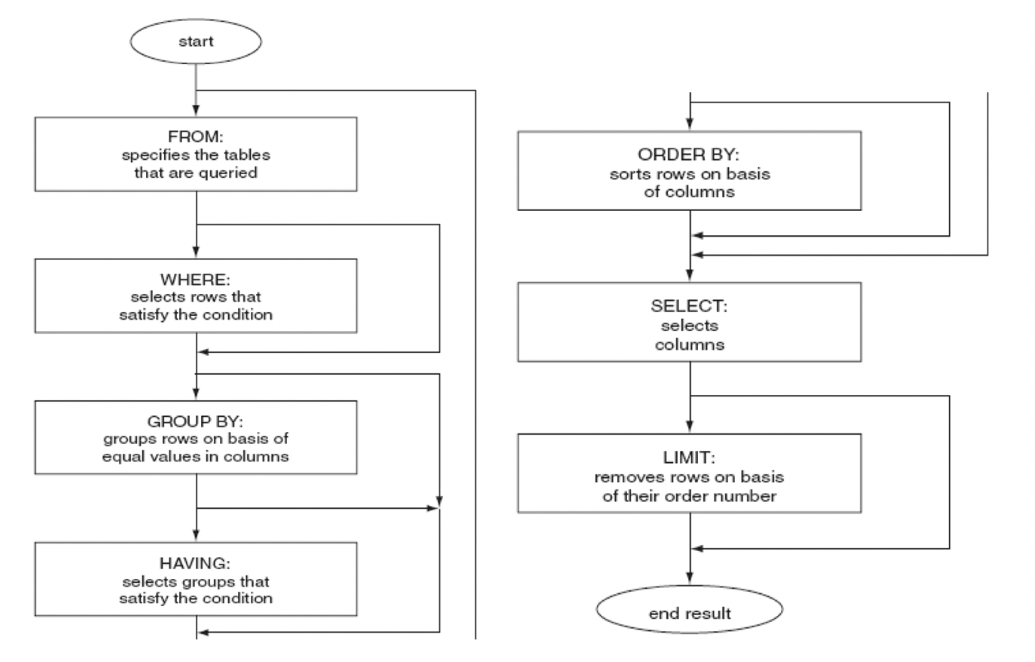 start
FROM:
specifies the tables
that are queried
WHERE:
selects rows that
satisfy the condition
GROUP BY:
groups rows on basis of
equal values in columns
HAVING:
selects groups that
satisfy the condition
ORDER BY:
sorts rows on basis
of columns
SELECT:
selects
columns
LIMIT:
removes rows on basis
of their order number
end result